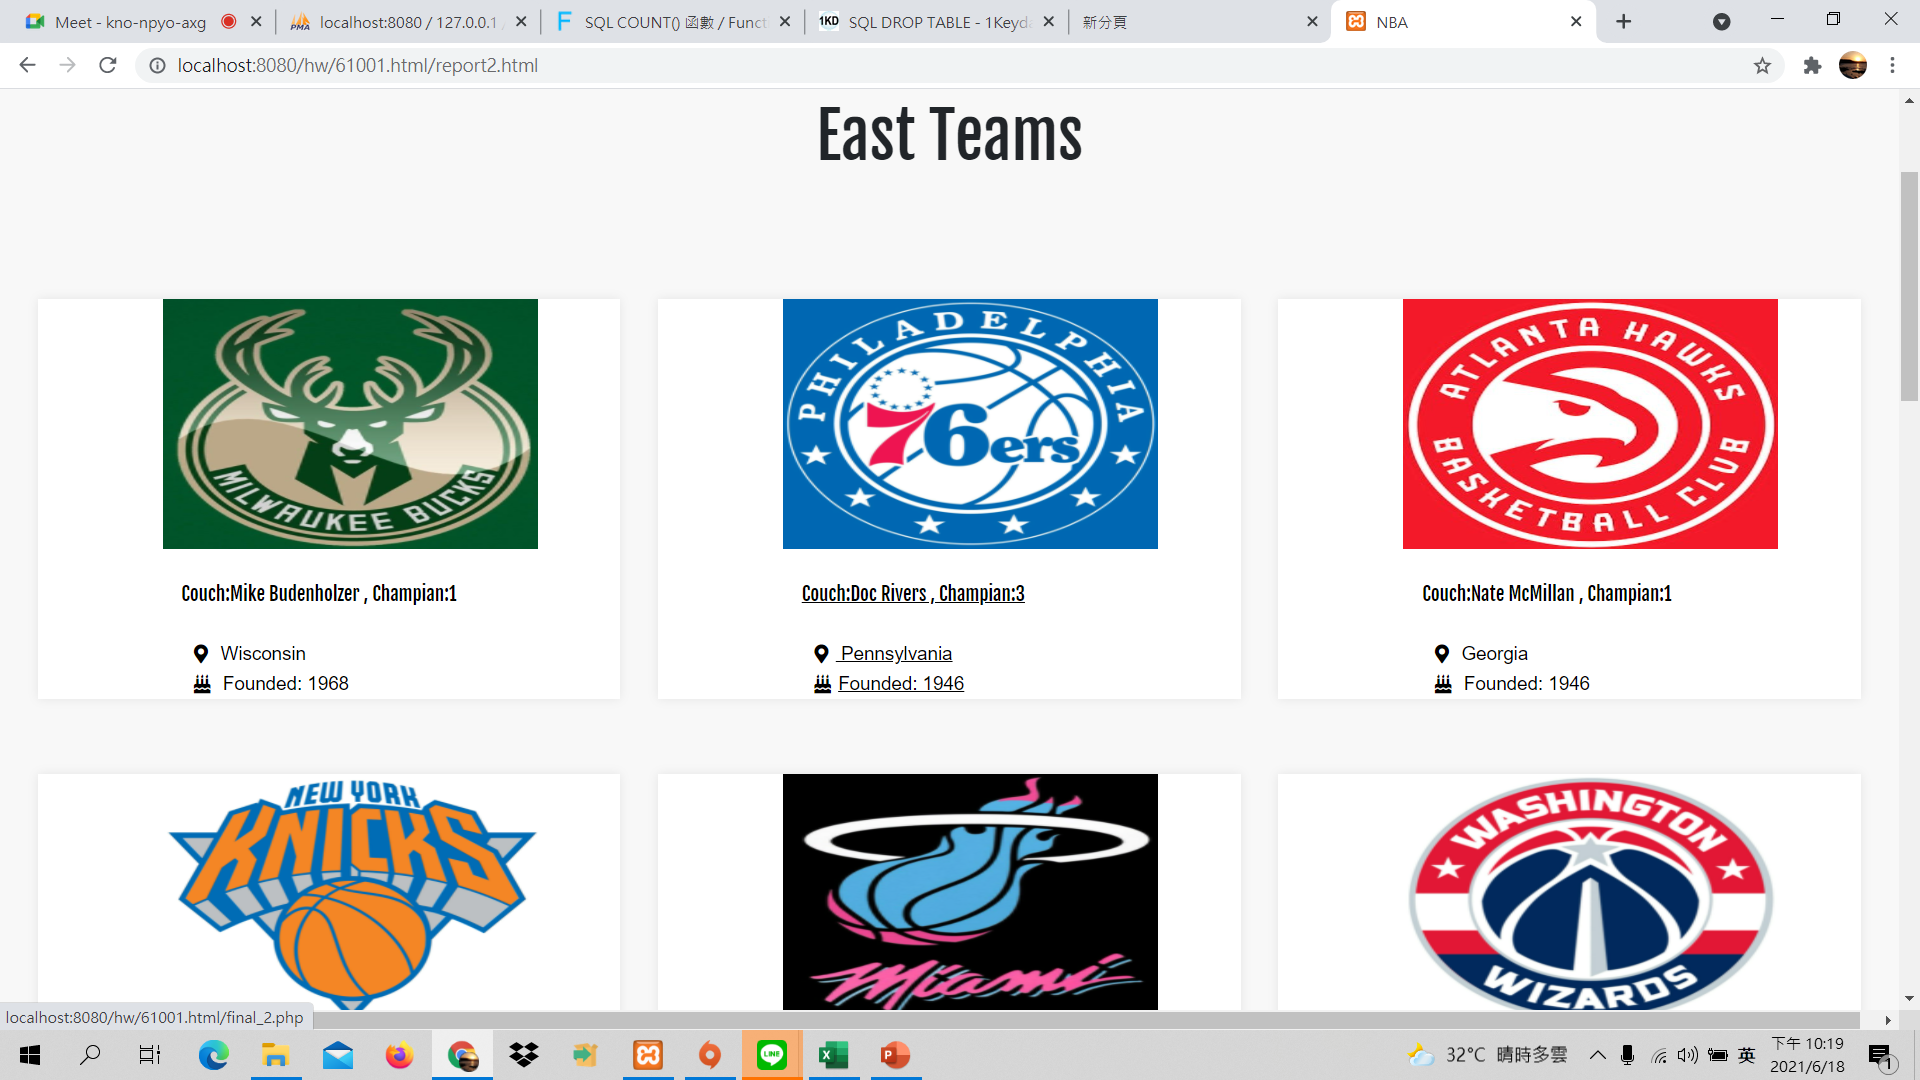 Meet - kno-npyo-axg
localhost:8080 / 127.0.0.1
SQL COUNT() 函數 / Funct
1KD
SQL DROP TABLE - 1Keyda
新分頁
NBA
localhost:8080/hw/61001.html/report2.html
East Teams
MILWAUKEE BUCKS
PHILADELPHIA
76ers
ATLANTA HAWKS
BASKETBALL CLUB
Couch:Mike Budenholzer , Champian:1
Couch:Doc Rivers , Champian:3
Couch:Nate McMillan , Champian:1
Wisconsin
Pennsylvania
Georgia
Founded: 1968
Founded: 1946
Founded: 1946
NEW YORK
KNICKS
Miami
WASHINGTON
WIZARDS
localhost:8080/hw/61001.html/final_2.php
LINE
32°C 晴時多雲
英
下午 10:19
2021/6/18
1